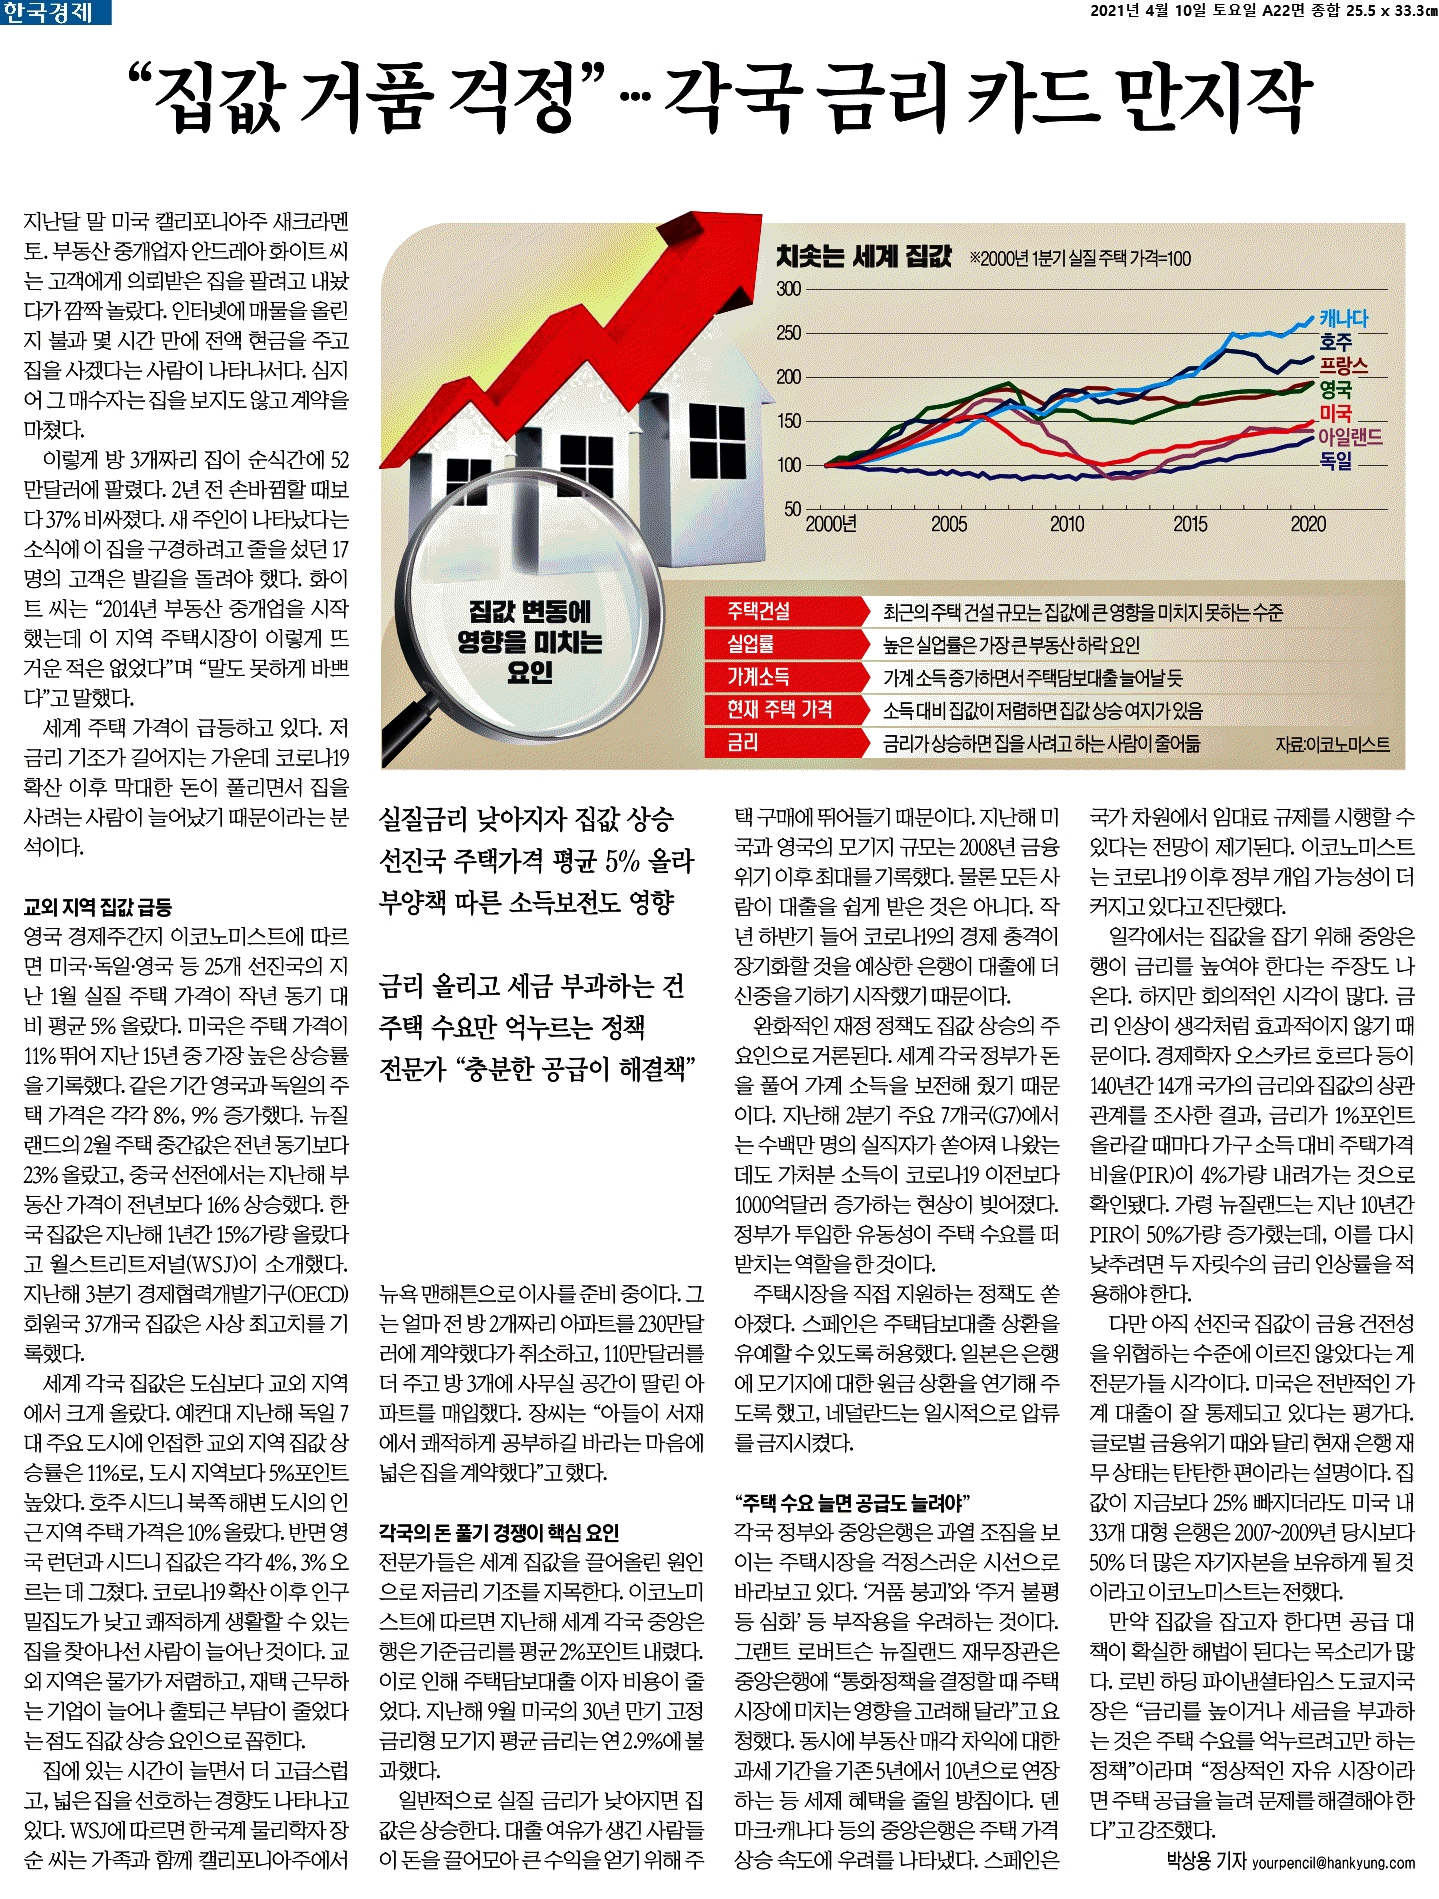 한국경제
2021년 4월 10일 토요일 A22면 종합 25.5 x 33.3㎝
“집값 거품 걱정” … 각국 금리 카드 만지작
지난달 말 미국 캘리포니아주 새크라멘
토. 부동산 중개업자 안드레아 화이트 씨
는 고객에게 의뢰받은 집을 팔려고 내놨
다가 깜짝 놀랐다. 인터넷에 매물을 올린
지 불과 몇 시간 만에 전액 현금을 주고
집을 사겠다는 사람이 나타나서다. 심지
어 그 매수자는 집을 보지도 않고 계약을
마쳤다.
이렇게 방 3개짜리 집이 순식간에 52
만달러에 팔렸다. 2년 전 손바뀜할 때보
다 37% 비싸졌다. 새 주인이 나타났다는
소식에 이 집을 구경하려고 줄을 섰던 17
명의 고객은 발길을 돌려야 했다. 화이
트 씨는 “2014년 부동산 중개업을 시작
했는데 이 지역 주택시장이 이렇게 뜨
거운 적은 없었다”며 “말도 못하게 바쁘
다”고 말했다.
세계 주택 가격이 급등하고 있다. 저
금리 기조가 길어지는 가운데 코로나19
확산 이후 막대한 돈이 풀리면서 집을
사려는 사람이 늘어났기 때문이라는 분
석이다.
교외 지역 집값 급등
영국 경제주간지 이코노미스트에 따르
면 미국·독일·영국 등 25개 선진국의 지
난 1월 실질 주택 가격이 작년 동기 대
비 평균 5% 올랐다. 미국은 주택 가격이
11% 뛰어 지난 15년 중 가장 높은 상승률
을 기록했다. 같은 기간 영국과 독일의 주
택 가격은 각각 8%, 9% 증가했다. 뉴질
랜드의 2월 주택 중간값은 전년 동기보다
23% 올랐고, 중국 선전에서는 지난해 부
동산 가격이 전년보다 16% 상승했다. 한
국 집값은 지난해 1년간 15%가량 올랐다
고 월스트리트저널(WSJ)이 소개했다.
지난해 3분기 경제협력개발기구(OECD)
회원국 37개국 집값은 사상 최고치를 기
록했다.
세계 각국 집값은 도심보다 교외 지역
에서 크게 올랐다. 예컨대 지난해 독일 7
대 주요 도시에 인접한 교외 지역 집값 상
승률은 11%로, 도시 지역보다 5%포인트
높았다. 호주 시드니 북쪽 해변 도시의 인
근 지역 주택 가격은 10% 올랐다. 반면 영
국 런던과 시드니 집값은 각각 4%, 3% 오
르는 데 그쳤다. 코로나19 확산 이후 인구
밀집도가 낮고 쾌적하게 생활할 수 있는
집을 찾아나선 사람이 늘어난 것이다. 교
외 지역은 물가가 저렴하고, 재택 근무하
는 기업이 늘어나 출퇴근 부담이 줄었다
는 점도 집값 상승 요인으로 꼽힌다.
집에 있는 시간이 늘면서 더 고급스럽
고, 넓은 집을 선호하는 경향도 나타나고
있다. WSJ에 따르면 한국계 물리학자 장
순 씨는 가족과 함께 캘리포니아주에서
치솟는 세계 집값 ※2000년 1분기 실질 주택 가격=100
300
250
200
150
100
50
2000년 2005 2010 2015 2020
캐나다
호주
프랑스
영국
미국
아일랜드
독일
집값 변동에
영향을 미치는
요인
주택건설 최근의 주택 건설 규모는 집값에 큰 영향을 미치지 못하는 수준
실업률 높은 실업률은 가장 큰 부동산 하락 요인
가계소득 가계 소득 증가하면서 주택담보대출 늘어날 듯
현재 주택 가격 소득 대비 집값이 저렴하면 집값 상승 여지가 있음
금리 금리가 상승하면 집을 사려고 하는 사람이 줄어듦
자료:이코노미스트
실질금리 낮아지자 집값 상승
선진국 주택가격 평균 5% 올라
부양책 따른 소득보전도 영향
금리 올리고 세금 부과하는 건
주택 수요만 억누르는 정책
전문가 “충분한 공급이 해결책”
뉴욕 맨해튼으로 이사를 준비 중이다. 그
는 얼마 전 방 2개짜리 아파트를 230만달
러에 계약했다가 취소하고, 110만달러를
더 주고 방 3개에 사무실 공간이 딸린 아
파트를 매입했다. 장씨는 “아들이 서재
에서 쾌적하게 공부하길 바라는 마음에
넓은 집을 계약했다”고 했다.
각국의 돈 풀기 경쟁이 핵심 요인
전문가들은 세계 집값을 끌어올린 원인
으로 저금리 기조를 지목한다. 이코노미
스트에 따르면 지난해 세계 각국 중앙은
행은 기준금리를 평균 2%포인트 내렸다.
이로 인해 주택담보대출 이자 비용이 줄
었다. 지난해 9월 미국의 30년 만기 고정
금리형 모기지 평균 금리는 연 2.9%에 불
과했다.
일반적으로 실질 금리가 낮아지면 집
값은 상승한다. 대출 여유가 생긴 사람들
이 돈을 끌어모아 큰 수익을 얻기 위해 주
택 구매에 뛰어들기 때문이다. 지난해 미
국과 영국의 모기지 규모는 2008년 금융
위기 이후 최대를 기록했다. 물론 모든 사
람이 대출을 쉽게 받은 것은 아니다. 작
년 하반기 들어 코로나19의 경제 충격이
장기화할 것을 예상한 은행이 대출에 더
신중을 기하기 시작했기 때문이다.
완화적인 재정 정책도 집값 상승의 주
요인으로 거론된다. 세계 각국 정부가 돈
을 풀어 가계 소득을 보전해 줬기 때문
이다. 지난해 2분기 주요 7개국(G7)에서
는 수백만 명의 실직자가 쏟아져 나왔는
데도 가처분 소득이 코로나19 이전보다
1000억달러 증가하는 현상이 빚어졌다.
정부가 투입한 유동성이 주택 수요를 떠
받치는 역할을 한 것이다.
주택시장을 직접 지원하는 정책도 쏟
아졌다. 스페인은 주택담보대출 상환을
유예할 수 있도록 허용했다. 일본은 은행
에 모기지에 대한 원금 상환을 연기해 주
도록 했고, 네덜란드는 일시적으로 압류
를 금지시켰다.
“주택 수요 늘면 공급도 늘려야”
각국 정부와 중앙은행은 과열 조짐을 보
이는 주택시장을 걱정스러운 시선으로
바라보고 있다. ‘거품 붕괴’와 ‘주거 불평
등 심화’ 등 부작용을 우려하는 것이다.
그랜트 로버트슨 뉴질랜드 재무장관은
중앙은행에 “통화정책을 결정할 때 주택
시장에 미치는 영향을 고려해 달라”고 요
청했다. 동시에 부동산 매각 차익에 대한
과세 기간을 기존 5년에서 10년으로 연장
하는 등 세제 혜택을 줄일 방침이다. 덴
마크·캐나다 등의 중앙은행은 주택 가격
상승 속도에 우려를 나타냈다. 스페인은
국가 차원에서 임대료 규제를 시행할 수
있다는 전망이 제기된다. 이코노미스트
는 코로나19 이후 정부 개입 가능성이 더
커지고 있다고 진단했다.
일각에서는 집값을 잡기 위해 중앙은
행이 금리를 높여야 한다는 주장도 나
온다. 하지만 회의적인 시각이 많다. 금
리 인상이 생각처럼 효과적이지 않기 때
문이다. 경제학자 오스카르 호르다 등이
140년간 14개 국가의 금리와 집값의 상관
관계를 조사한 결과, 금리가 1%포인트
올라갈 때마다 가구 소득 대비 주택가격
비율(PIR)이 4%가량 내려가는 것으로
확인됐다. 가령 뉴질랜드는 지난 10년간
PIR이 50%가량 증가했는데, 이를 다시
낮추려면 두 자릿수의 금리 인상률을 적
용해야 한다.
다만 아직 선진국 집값이 금융 건전성
을 위협하는 수준에 이르진 않았다는 게
전문가들 시각이다. 미국은 전반적인 가
계 대출이 잘 통제되고 있다는 평가다.
글로벌 금융위기 때와 달리 현재 은행 재
무 상태는 탄탄한 편이라는 설명이다. 집
값이 지금보다 25% 빠지더라도 미국 내
33개 대형 은행은 2007~2009년 당시보다
50% 더 많은 자기자본을 보유하게 될 것
이라고 이코노미스트는 전했다.
만약 집값을 잡고자 한다면 공급 대
책이 확실한 해법이 된다는 목소리가 많
다. 로빈 하딩 파이낸셜타임스 도쿄지국
장은 “금리를 높이거나 세금을 부과하
는 것은 주택 수요를 억누르려고만 하는
정책”이라며 “정상적인 자유 시장이라
면 주택 공급을 늘려 문제를 해결해야 한
다”고 강조했다.
박상용 기자 yourpencil@hankyung.com